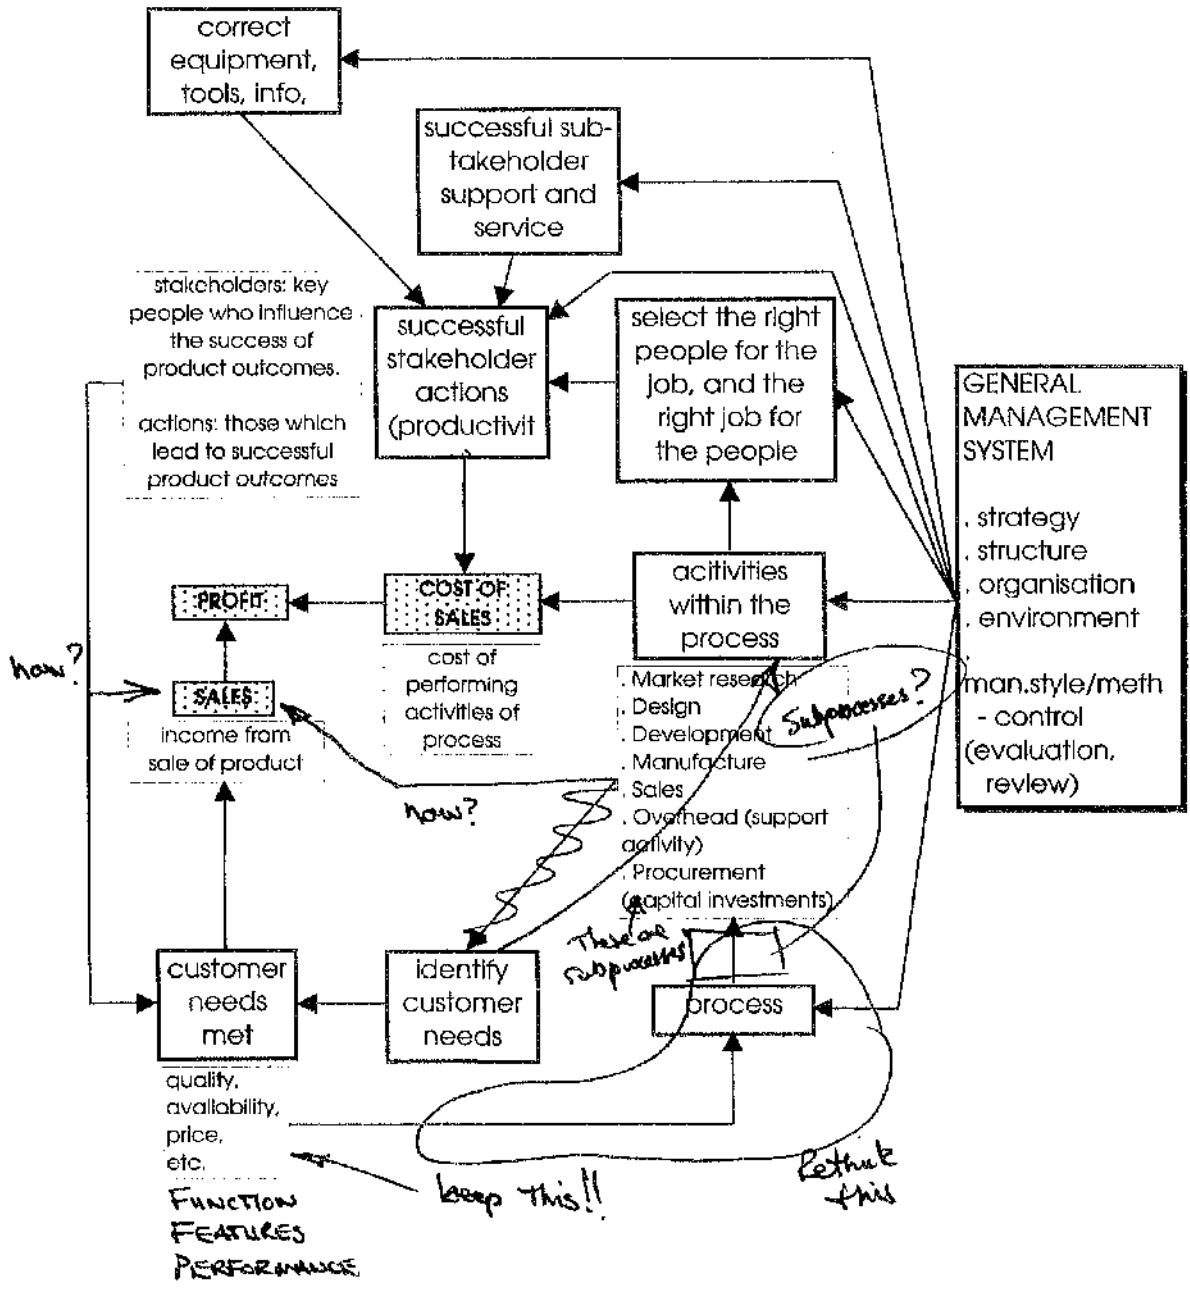 correct
equipment,
tools, info,
successful sub-
takeholder
support and
service
stakeholders: key
people who influence
the success of
product outcomes.
actions: those which
lead to successful
product outcomes
successful
stakeholder
actions
(productivit
select the right
people for the
job, and the
right job for
the people
GENERAL
MANAGEMENT
SYSTEM
. strategy
. structure
. organisation
. environment
.
man.style/meth
- control
(evaluation,
review)
PROFIT
COST OF
SALES
acitivities
within the
process
how?
SALES
income from
sale of product
cost of
performing
activities of
process
. Market research
. Design
. Development
. Manufacture
. Sales
. Overhead (support
activity)
. Procurement
(capital investments)
Subprocesses?
how?
These are
subprocesses
customer
needs
met
identify
customer
needs
process
quality,
availability,
price,
etc.
keep this!!
Rethink
this
FUNCTION
FEATURES
PERFORMANCE